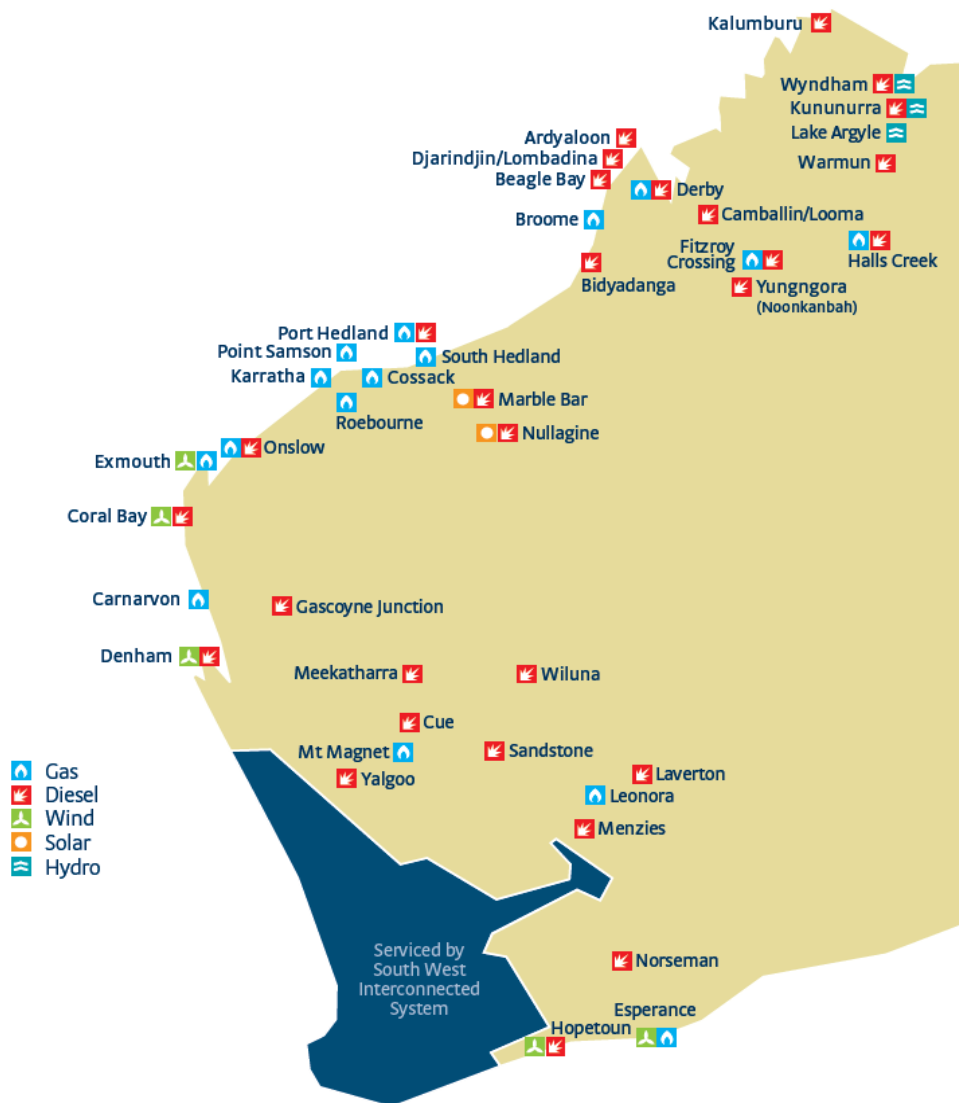 Kalumburu
Wyndham
Kununurra
Lake Argyle
Ardyaloon
Djarindjin/Lombadina
Warmun
Beagle Bay
Derby
Camballin/Looma
Broome
Fitzroy
Crossing
Halls Creek
Bidyadanga
Yungngora
(Noonkanbah)
Port Hedland
Point Samson
South Hedland
Karratha
Cossack
Marble Bar
Roebourne
Nullagine
Onslow
Exmouth
Coral Bay
Carnarvon
Gascoyne Junction
Denham
Meekatharra
Wiluna
Cue
Mt Magnet
Sandstone
Yalgoo
Laverton
Leonora
Menzies
Gas
Diesel
Wind
Solar
Hydro
Serviced by
South West
Interconnected
System
Norseman
Esperance
Hopetoun